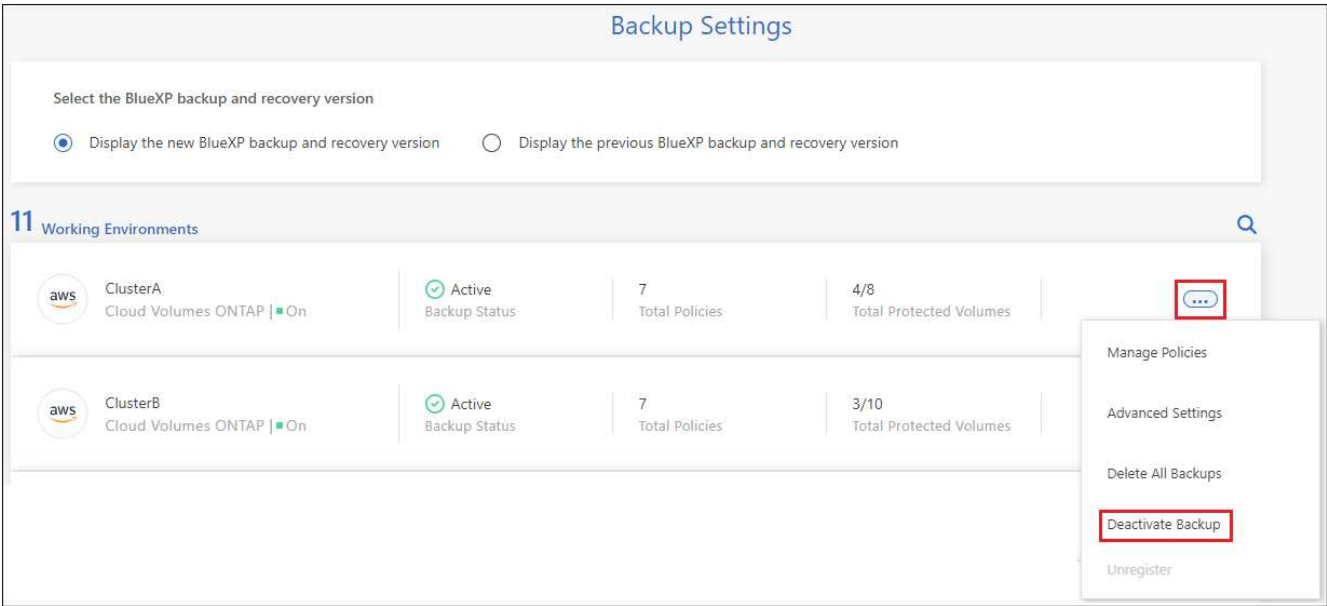 Backup Settings
Select the BlueXP backup and recovery version
Display the new BlueXP backup and recovery version
Display the previous BlueXP backup and recovery version
11 Working Environments
aws
ClusterA
Cloud Volumes ONTAP | On
Active
Backup Status
7
Total Policies
4/8
Total Protected Volumes
...
aws
ClusterB
Cloud Volumes ONTAP | On
Active
Backup Status
7
Total Policies
3/10
Total Protected Volumes
Manage Policies
Advanced Settings
Delete All Backups
Deactivate Backup
Unregister